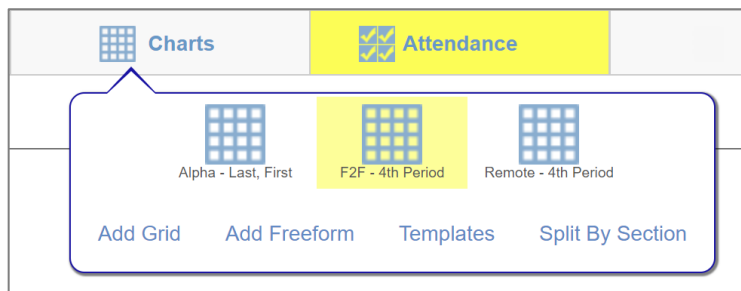 Charts
Attendance
Alpha - Last, First
F2F - 4th Period
Remote - 4th Period
Add Grid
Add Freeform
Templates
Split By Section